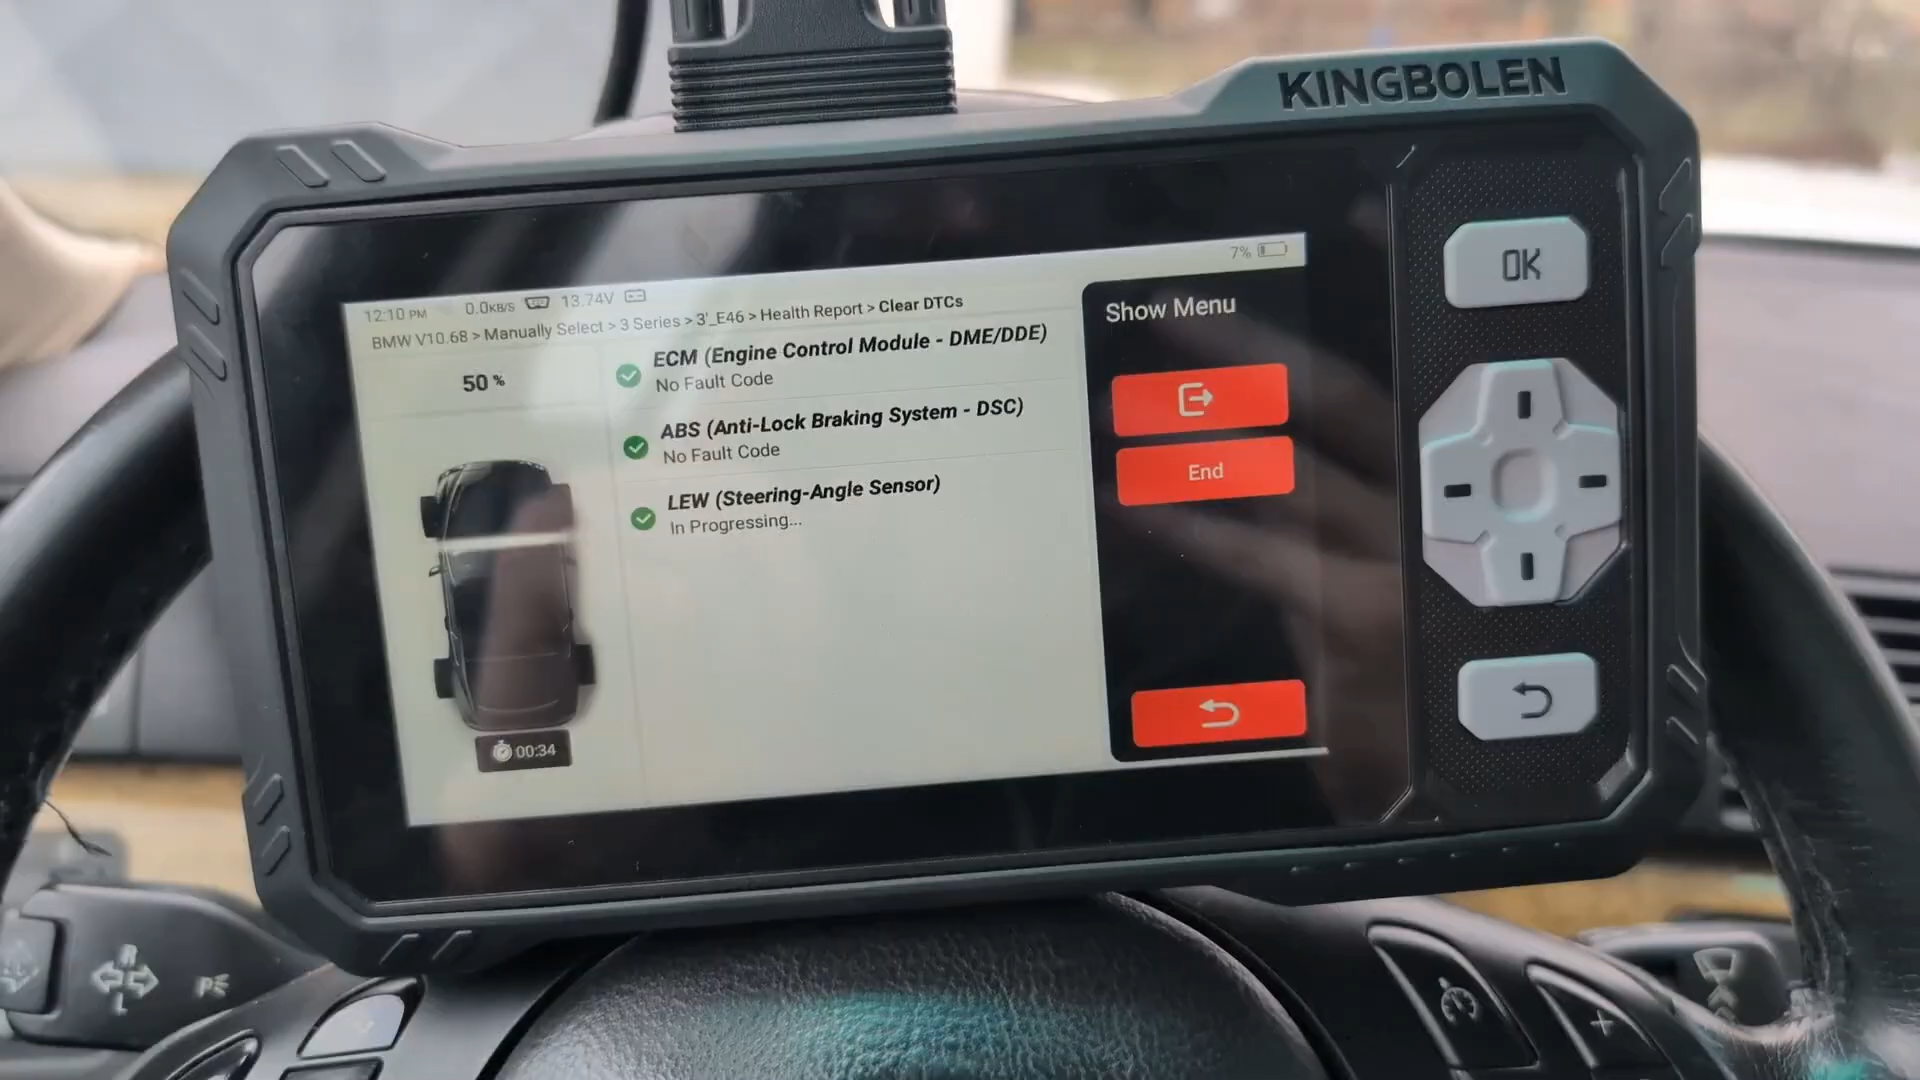 KINGBOLEN
12:10 PM 0.0KB/S 13.74V 7%
BMW V10.68 > Manually Select > 3 Series > 3'_E46 > Health Report > Clear DTCs
Show Menu
50 %
ECM (Engine Control Module - DME/DDE)
No Fault Code
ABS (Anti-Lock Braking System - DSC)
No Fault Code
LEW (Steering-Angle Sensor)
In Progressing...
End
00:34
OK
R
L
P
+